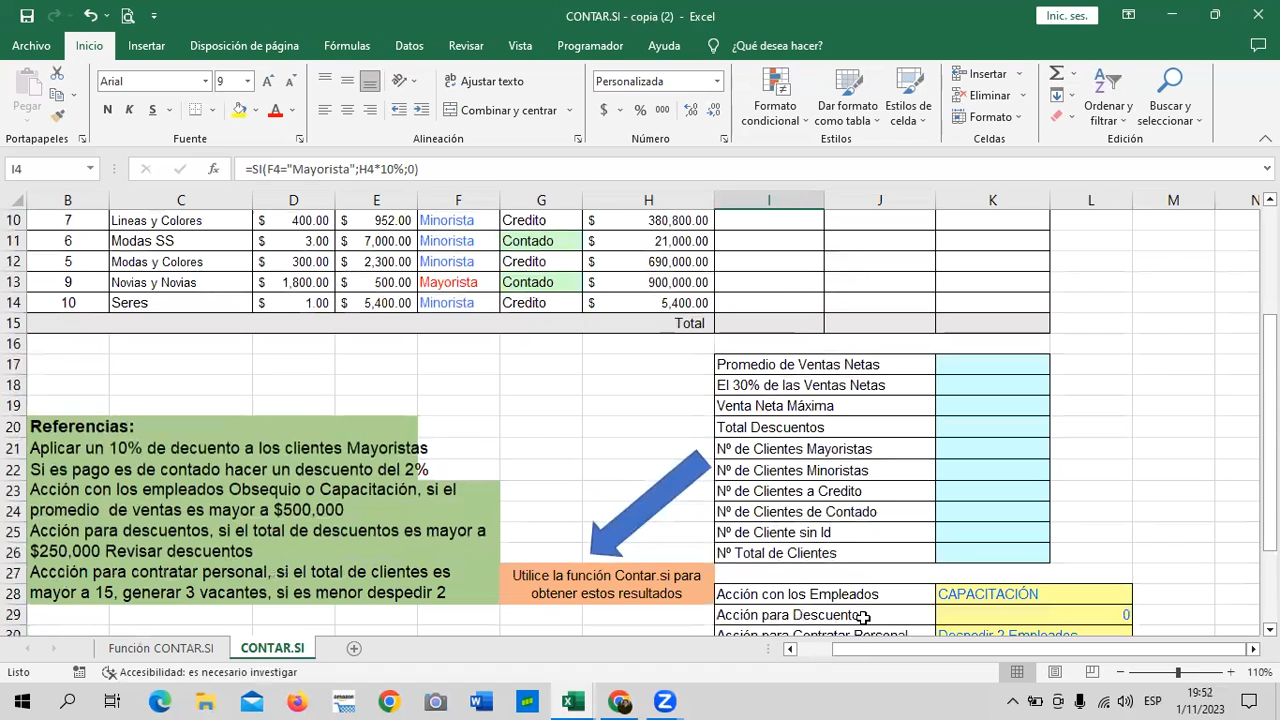 CONTAR.SI - copia (2) - Excel
Inic. ses.
Archivo Inicio Insertar Disposición de página Fórmulas Datos Revisar Vista Programador Ayuda ¿Qué desea hacer?
Pegar
Arial 9
Ajustar texto
Personalizada
Formato condicional
Dar formato como tabla
Estilos de celda
Insertar
Eliminar
Formato
Ordenar y filtrar
Buscar y seleccionar
N K S
Combinar y centrar
$ % 000
Portapapeles Fuente Alineación Número Estilos Celdas Edición
I4 =SI(F4="Mayorista";H4*10%;0)
B C D E F G H I J K L M N
10 7 Lineas y Colores $ 400.00 $ 952.00 Minorista Credito $ 380,800.00
11 6 Modas SS $ 3.00 $ 7,000.00 Minorista Contado $ 21,000.00
12 5 Modas y Colores $ 300.00 $ 2,300.00 Minorista Credito $ 690,000.00
13 9 Novias y Novias $ 1,800.00 $ 500.00 Mayorista Contado $ 900,000.00
14 10 Seres $ 1.00 $ 5,400.00 Minorista Credito $ 5,400.00
15 Total
16
17 Promedio de Ventas Netas
18 El 30% de las Ventas Netas
19 Venta Neta Máxima
20 Referencias: Total Descuentos
21 Aplicar un 10% de decuento a los clientes Mayoristas Nº de Clientes Mayoristas
22 Si es pago es de contado hacer un descuento del 2% Nº de Clientes Minoristas
23 Acción con los empleados Obsequio o Capacitación, si el Nº de Clientes a Credito
24 promedio de ventas es mayor a $500,000 Nº de Clientes de Contado
25 Acción para descuentos, si el total de descuentos es mayor a Nº de Cliente sin Id
26 $250,000 Revisar descuentos Nº Total de Clientes
27 Accción para contratar personal, si el total de clientes es Utilice la función Contar.si para
28 mayor a 15, generar 3 vacantes, si es menor despedir 2 obtener estos resultados Acción con los Empleados CAPACITACIÓN
29 Acción para Descuento 0
30 Acción para Contratar Personal Despedir 2 Empleados
Función CONTAR.SI CONTAR.SI
Listo Accesibilidad: es necesario investigar 110%
ESP
19:52
1/11/2023